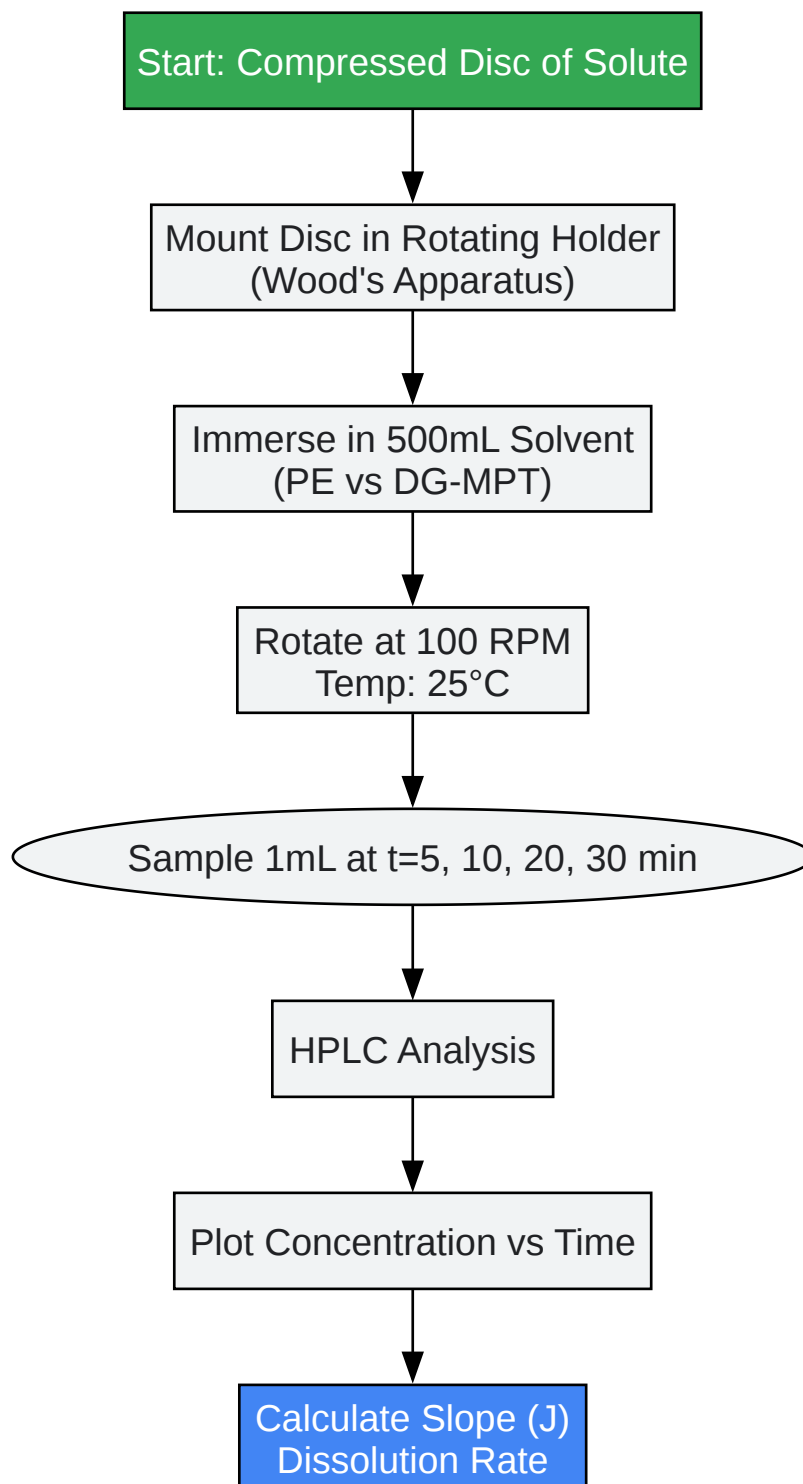 Start: Compressed Disc of Solute
Mount Disc in Rotating Holder
(Wood's Apparatus)
Immerse in 500mL Solvent
(PE vs DG-MPT)
Rotate at 100 RPM
Temp: 25°C
Sample 1mL at t=5, 10, 20, 30 min
HPLC Analysis
Plot Concentration vs Time
Calculate Slope (J)
Dissolution Rate